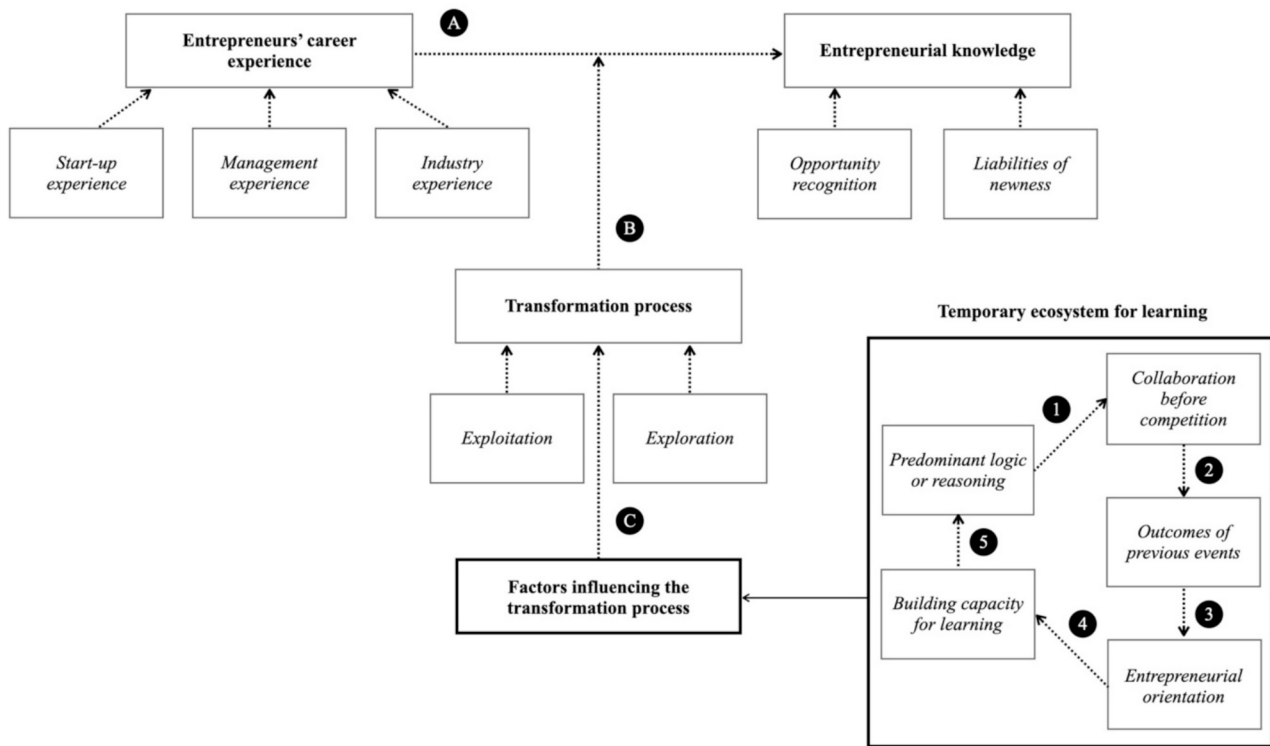 A
Entrepreneurs' career
experience
Entrepreneurial knowledge
Start-up
experience
Management
experience
Industry
experience
Opportunity
recognition
Liabilities of
newness
B
Transformation process
Exploitation
Exploration
C
Factors influencing the
transformation process
Temporary ecosystem for learning
Collaboration
before
competition
1
Predominant logic
or reasoning
2
Outcomes of
previous events
5
Building capacity
for learning
3
4
Entrepreneurial
orientation